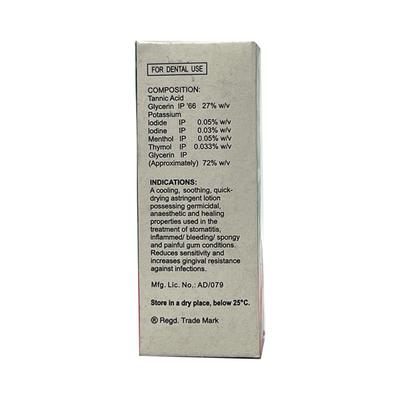 FOR DENTAL USE
COMPOSITION:
Tannic Acid
Glycerin IP '66 27% w/v
Potassium
Iodide IP 0.05% w/v
Iodine IP 0.03% w/v
Menthol IP 0.05% w/v
Thymol IP 0.033% w/v
Glycerin IP
(Approximately) 72% w/v
INDICATIONS:
A cooling, soothing, quick-
drying astringent lotion
possessing germicidal,
anaesthetic and healing
properties used in the
treatment of stomatitis,
inflammed/ bleeding/ spongy
and painful gum conditions.
Reduces sensitivity and
increases gingival resistance
against infections.
Mfg. Lic. No.: AD/079
Store in a dry place, below 25°C.
® Regd. Trade Mark